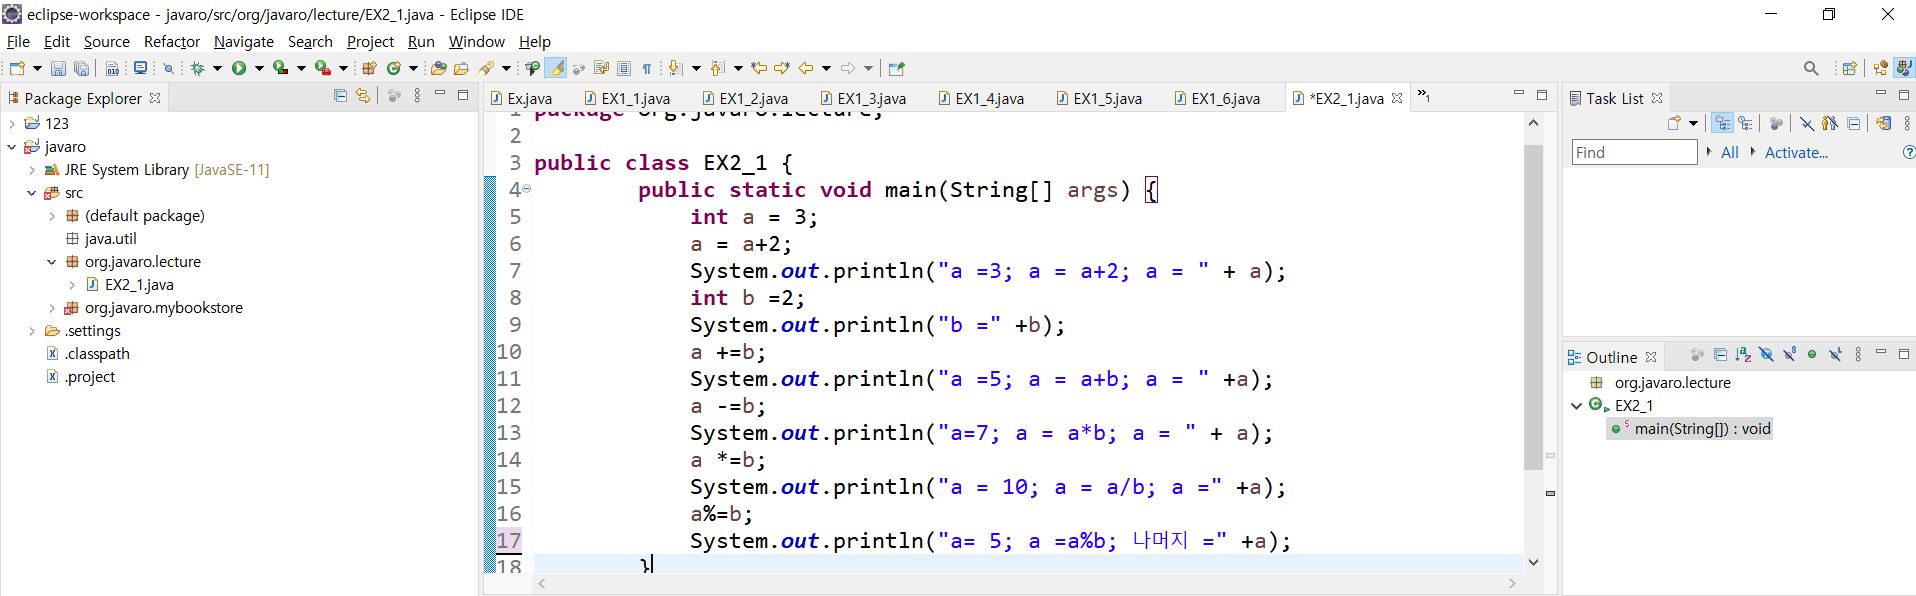 eclipse-workspace - javaro/src/org/javaro/lecture/EX2_1.java - Eclipse IDE
File Edit Source Refactor Navigate Search Project Run Window Help
Package Explorer
123
javaro
JRE System Library [JavaSE-11]
src
(default package)
java.util
org.javaro.lecture
EX2_1.java
org.javaro.mybookstore
.settings
.classpath
.project
Ex.java EX1_1.java EX1_2.java EX1_3.java EX1_4.java EX1_5.java EX1_6.java *EX2_1.java »1
1 package org.javaro.lecture;
2
3 public class EX2_1 {
4 public static void main(String[] args) {
5 int a = 3;
6 a = a+2;
7 System.out.println("a =3; a = a+2; a = " + a);
8 int b =2;
9 System.out.println("b =" +b);
10 a +=b;
11 System.out.println("a =5; a = a+b; a = " +a);
12 a -=b;
13 System.out.println("a=7; a = a*b; a = " + a);
14 a *=b;
15 System.out.println("a = 10; a = a/b; a =" +a);
16 a%=b;
17 System.out.println("a= 5; a =a%b; 나머지 =" +a);
18 }
Task List
Find All Activate...
Outline
org.javaro.lecture
EX2_1
main(String[]) : void